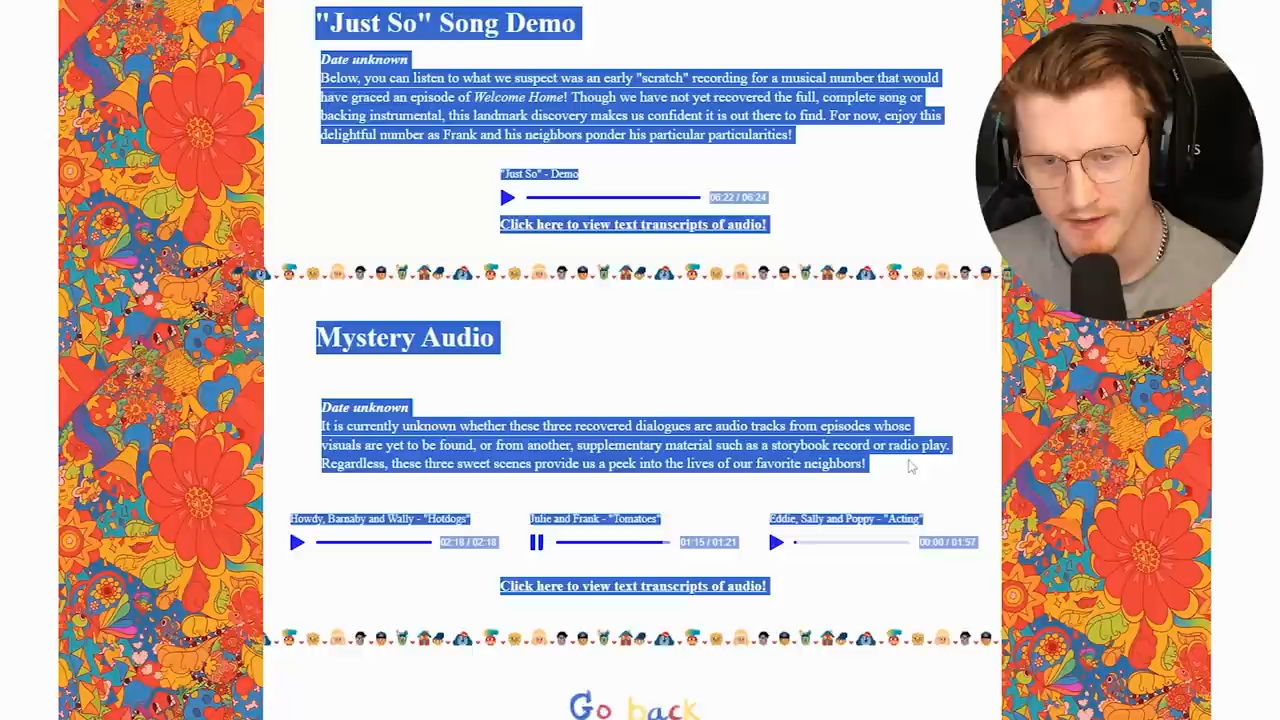 "Just So" Song Demo
Date unknown
Below, you can listen to what we suspect was an early "scratch" recording for a musical number that would
have graced an episode of Welcome Home! Though we have not yet recovered the full, complete song or
backing instrumental, this landmark discovery makes us confident it is out there to find. For now, enjoy this
delightful number as Frank and his neighbors ponder his particular particularities!
"Just So" - Demo
06:22 / 06:24
Click here to view text transcripts of audio!
Mystery Audio
Date unknown
It is currently unknown whether these three recovered dialogues are audio tracks from episodes whose
visuals are yet to be found, or from another, supplementary material such as a storybook record or radio play.
Regardless, these three sweet scenes provide us a peek into the lives of our favorite neighbors!
Howdy, Barnaby and Wally - "Hotdogs"
02:18 / 02:18
Julie and Frank - "Tomatoes"
01:15 / 01:21
Eddie, Sally and Poppy - "Acting"
00:00 / 01:57
Click here to view text transcripts of audio!
Go back